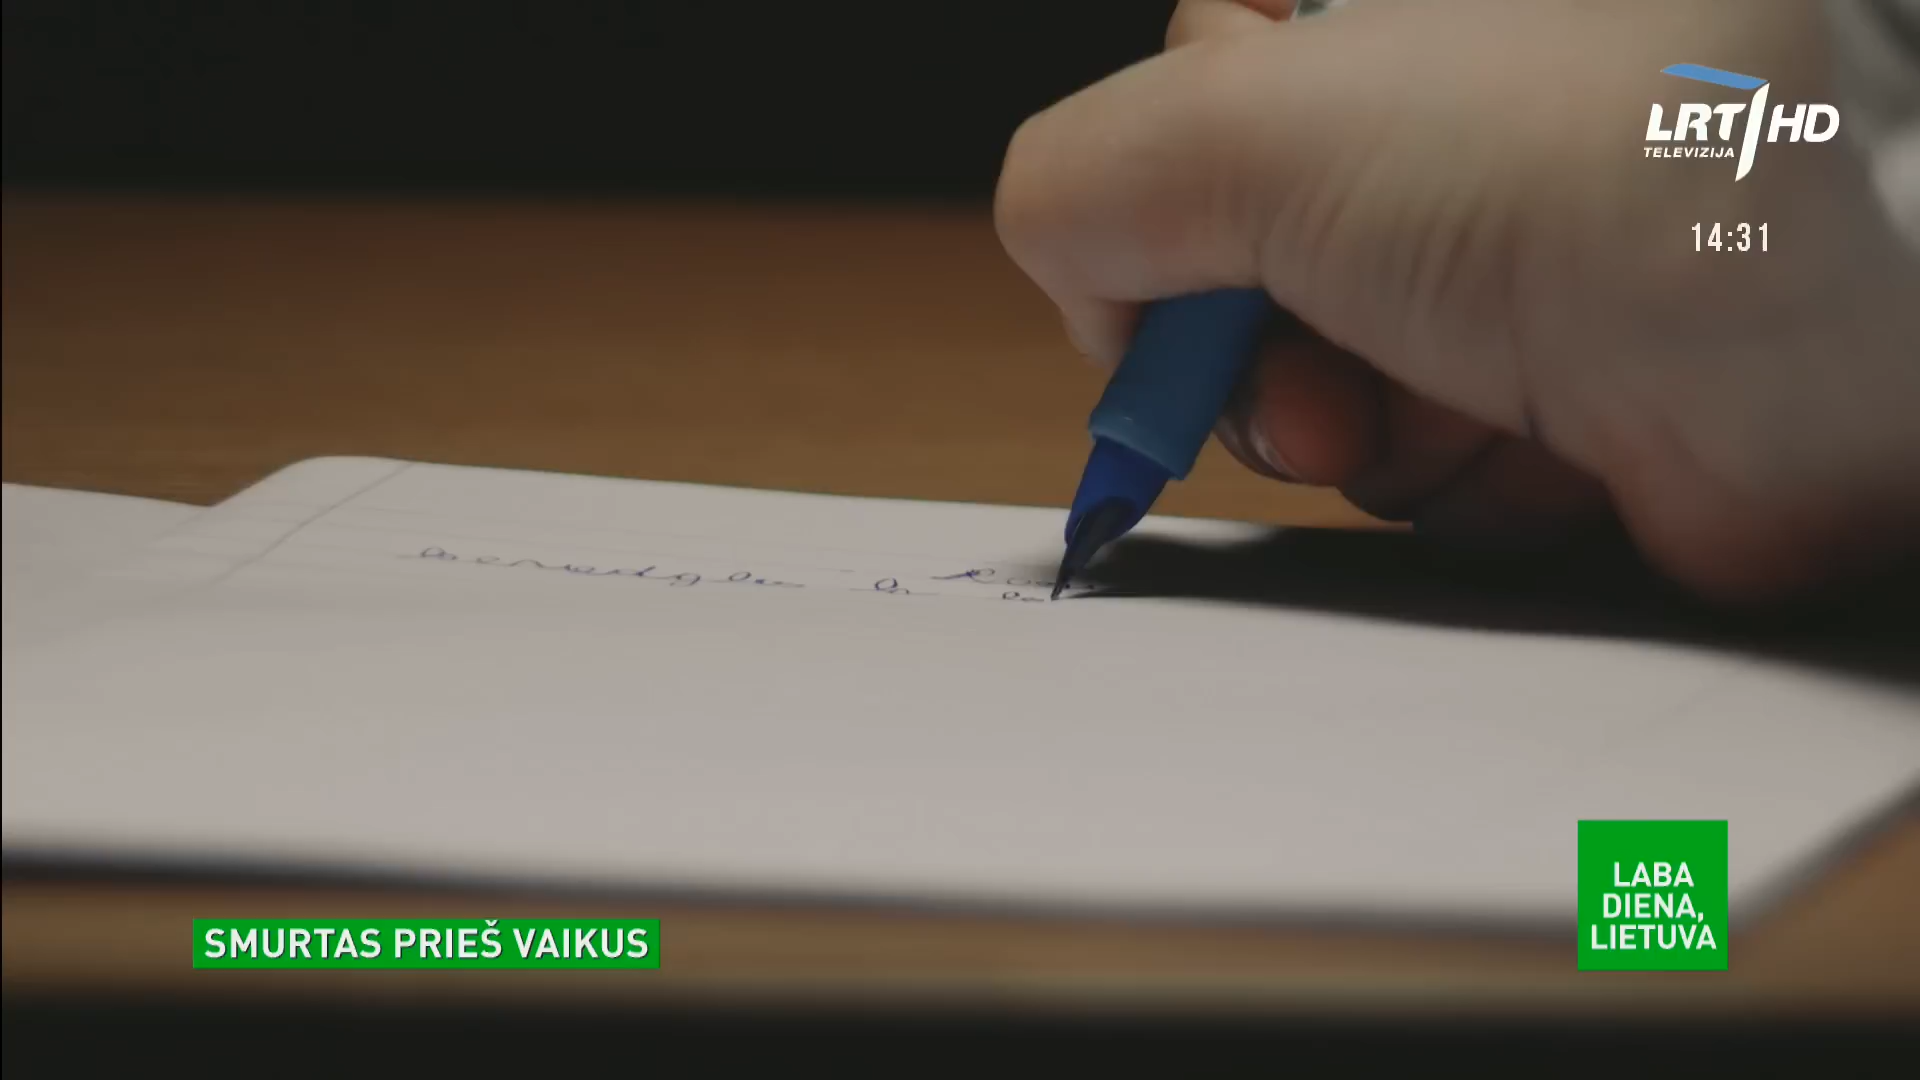 LRT HD
TELEVIZIJA
14:31
LABA
DIENA,
LIETUVA
SMURTAS PRIEŠ VAIKUS